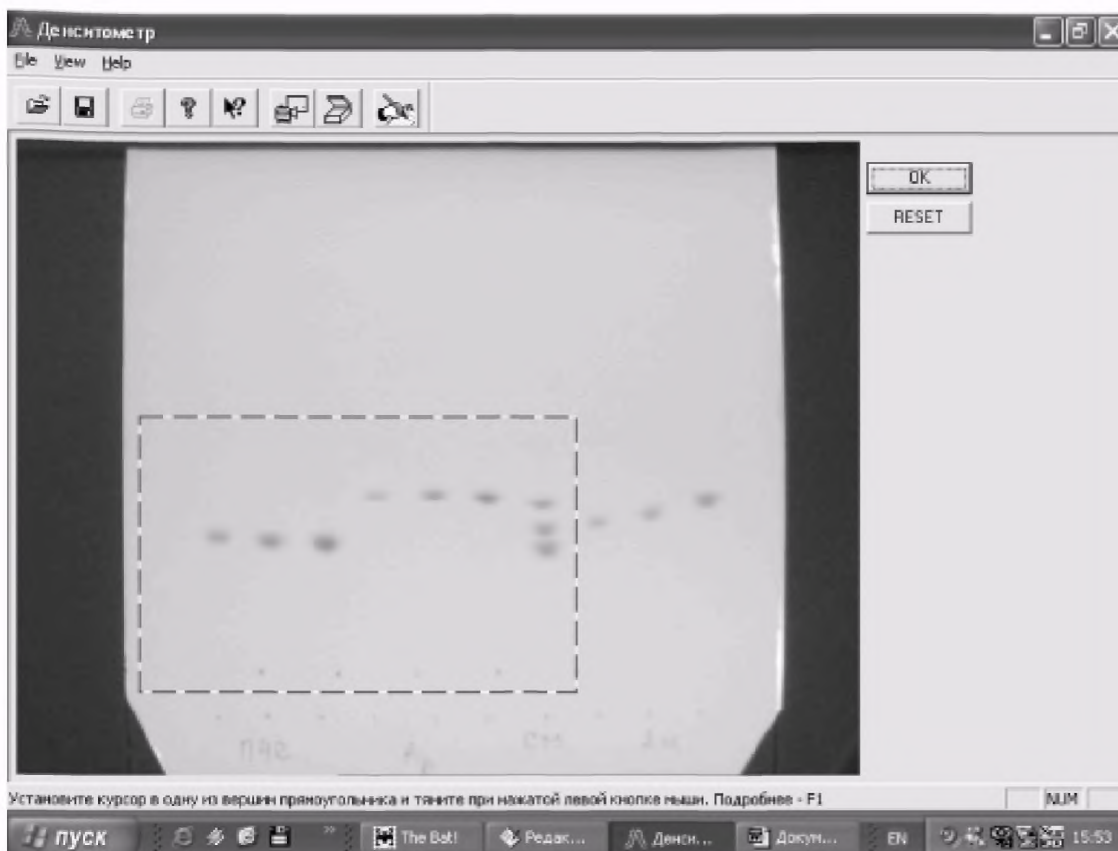 Денситометр
File View Help
OK
RESET
Установите курсор в одну из вершин прямоугольника и тяните при нажатой левой кнопке мыши. Подробнее - F1
NUM
пуск
The Bat!
Редак...
Денси...
Докум...
EN
15:53